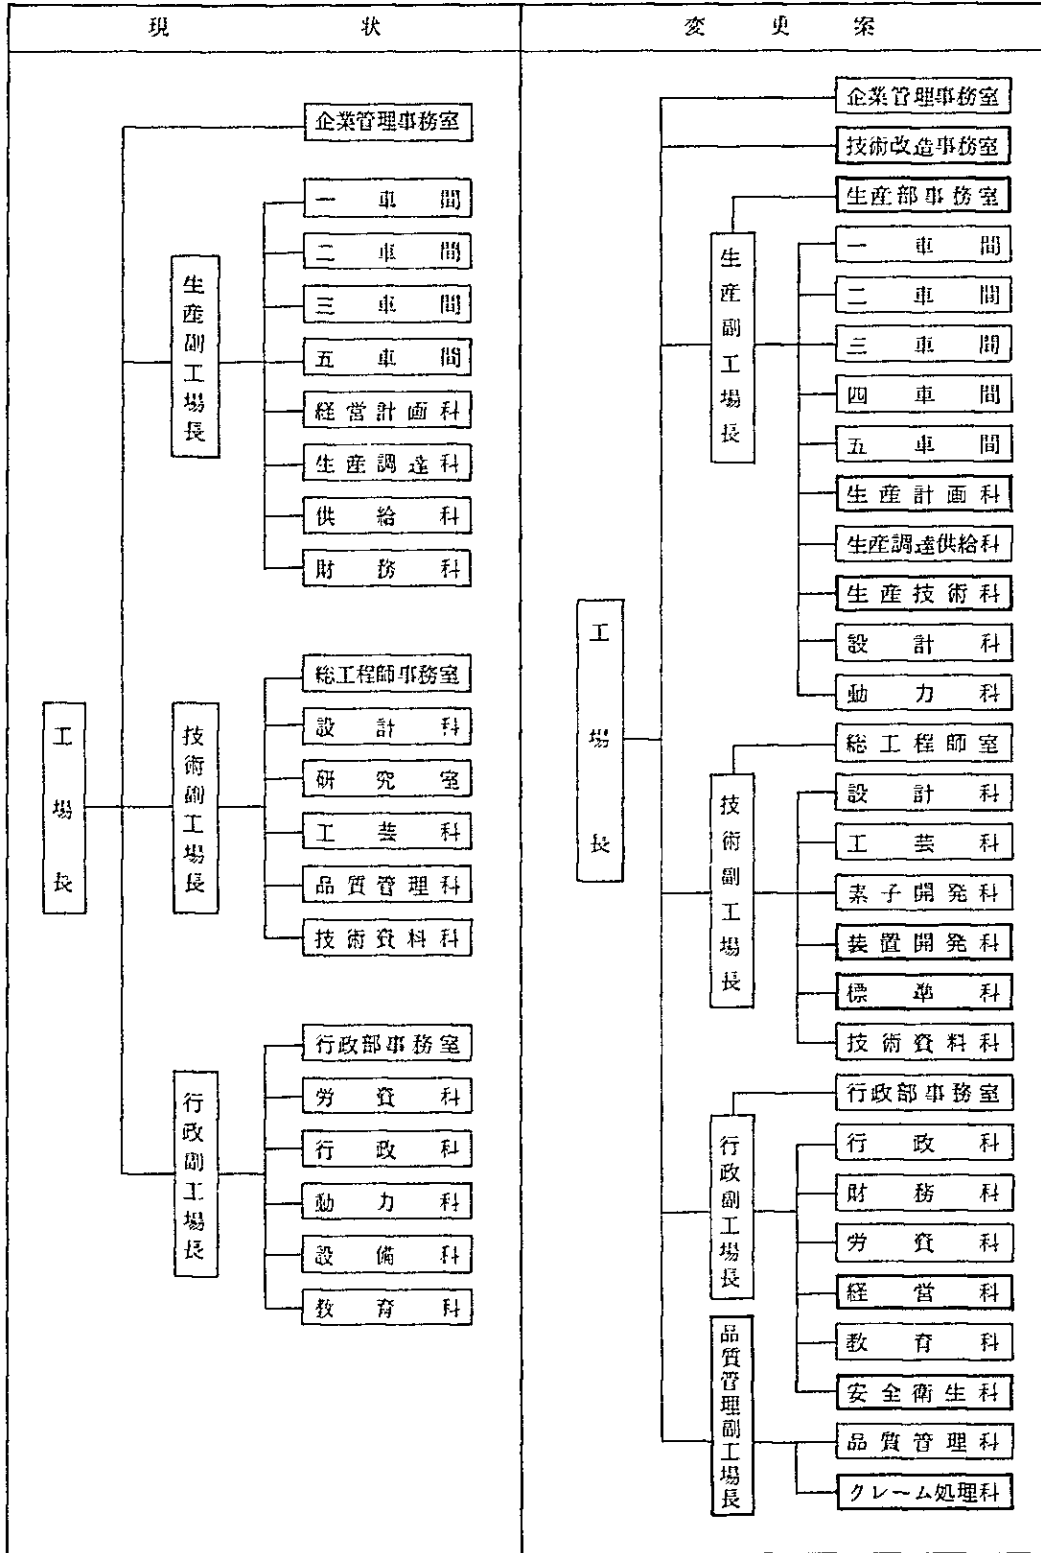 現状
企業管理事務室
生産副工場長
一車間
二車間
三車間
五車間
経営計画科
生産調達科
供給科
財務科
工場長
技術副工場長
総工程師事務室
設計科
研究室
工芸科
品質管理科
技術資料科
行政副工場長
行政部事務室
労資科
行政科
動力科
設備科
教育科
変更案
企業管理事務室
技術改造事務室
生産部事務室
生産副工場長
一車間
二車間
三車間
四車間
五車間
生産計画科
生産調達供給科
生産技術科
設計科
動力科
工場長
総工程師室
技術副工場長
設計科
工芸科
素子開発科
装置開発科
標準科
技術資料科
行政部事務室
行政副工場長
行政科
財務科
労資科
経営科
教育科
安全衛生科
品質管理副工場長
品質管理科
クレーム処理科